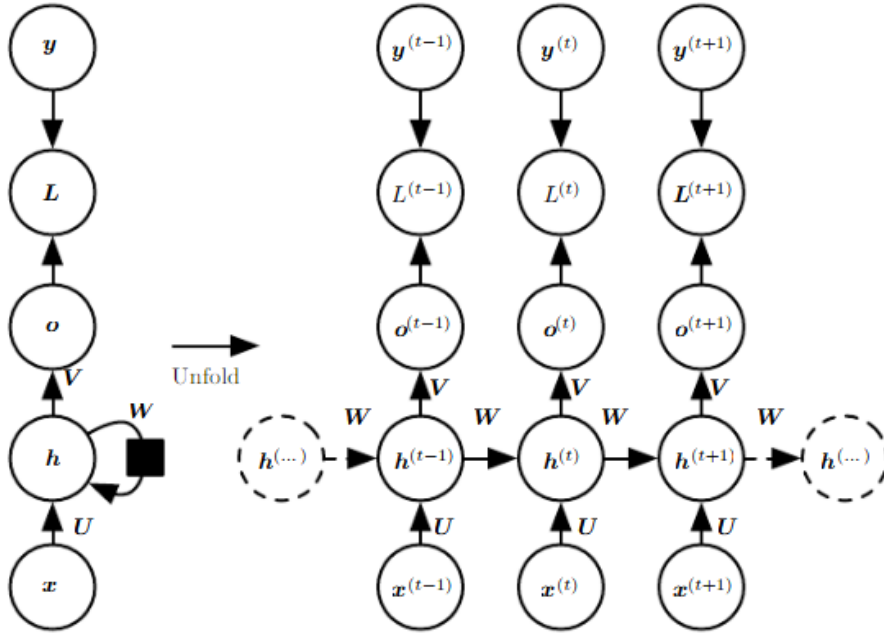 y y^(t−1) y^(t) y^(t+1)
L L^(t−1) L^(t) L^(t+1)
o o^(t−1) o^(t) o^(t+1)
Unfold
V V V V
W W W W W
h h^(...) h^(t−1) h^(t) h^(t+1) h^(...)
U U U U
x x^(t−1) x^(t) x^(t+1)